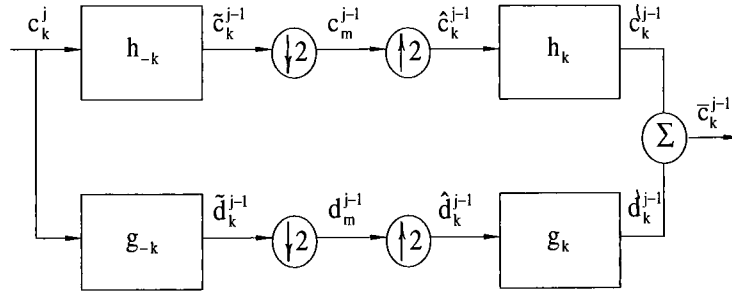 c_k^j
h_{-k}
c̃_k^{j-1}
↓2
c_m^{j-1}
↑2
ĉ_k^{j-1}
h_k
c̀_k^{j-1}
Σ
c̄_k^{j-1}
g_{-k}
d̃_k^{j-1}
↓2
d_m^{j-1}
↑2
d̂_k^{j-1}
g_k
d̀_k^{j-1}